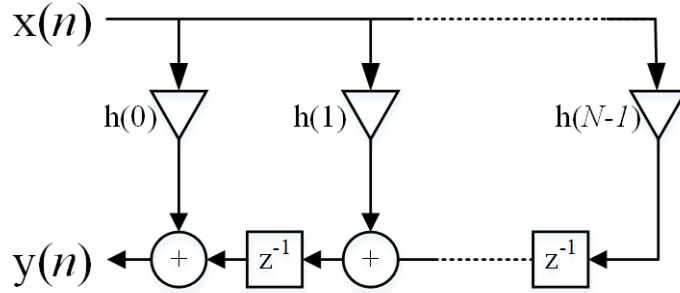 x(n)
h(0) h(1) h(N-1)
y(n) + z⁻¹ + z⁻¹